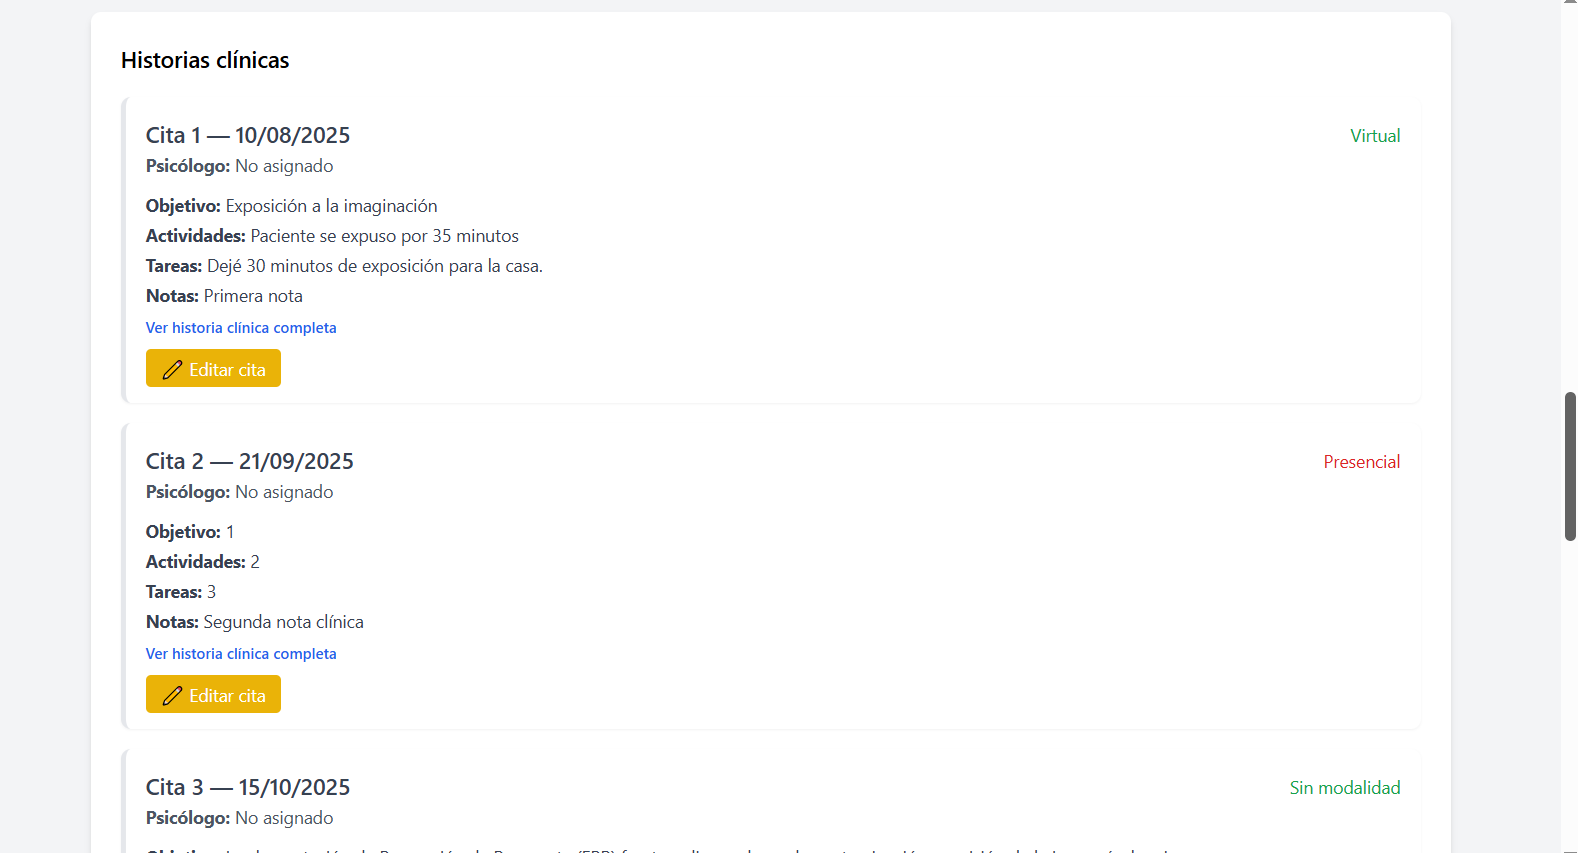 Historias clínicas
Cita 1 — 10/08/2025
Virtual
Psicólogo: No asignado
Objetivo: Exposición a la imaginación
Actividades: Paciente se expuso por 35 minutos
Tareas: Dejé 30 minutos de exposición para la casa.
Notas: Primera nota
Ver historia clínica completa
Editar cita
Cita 2 — 21/09/2025
Presencial
Psicólogo: No asignado
Objetivo: 1
Actividades: 2
Tareas: 3
Notas: Segunda nota clínica
Ver historia clínica completa
Editar cita
Cita 3 — 15/10/2025
Sin modalidad
Psicólogo: No asignado